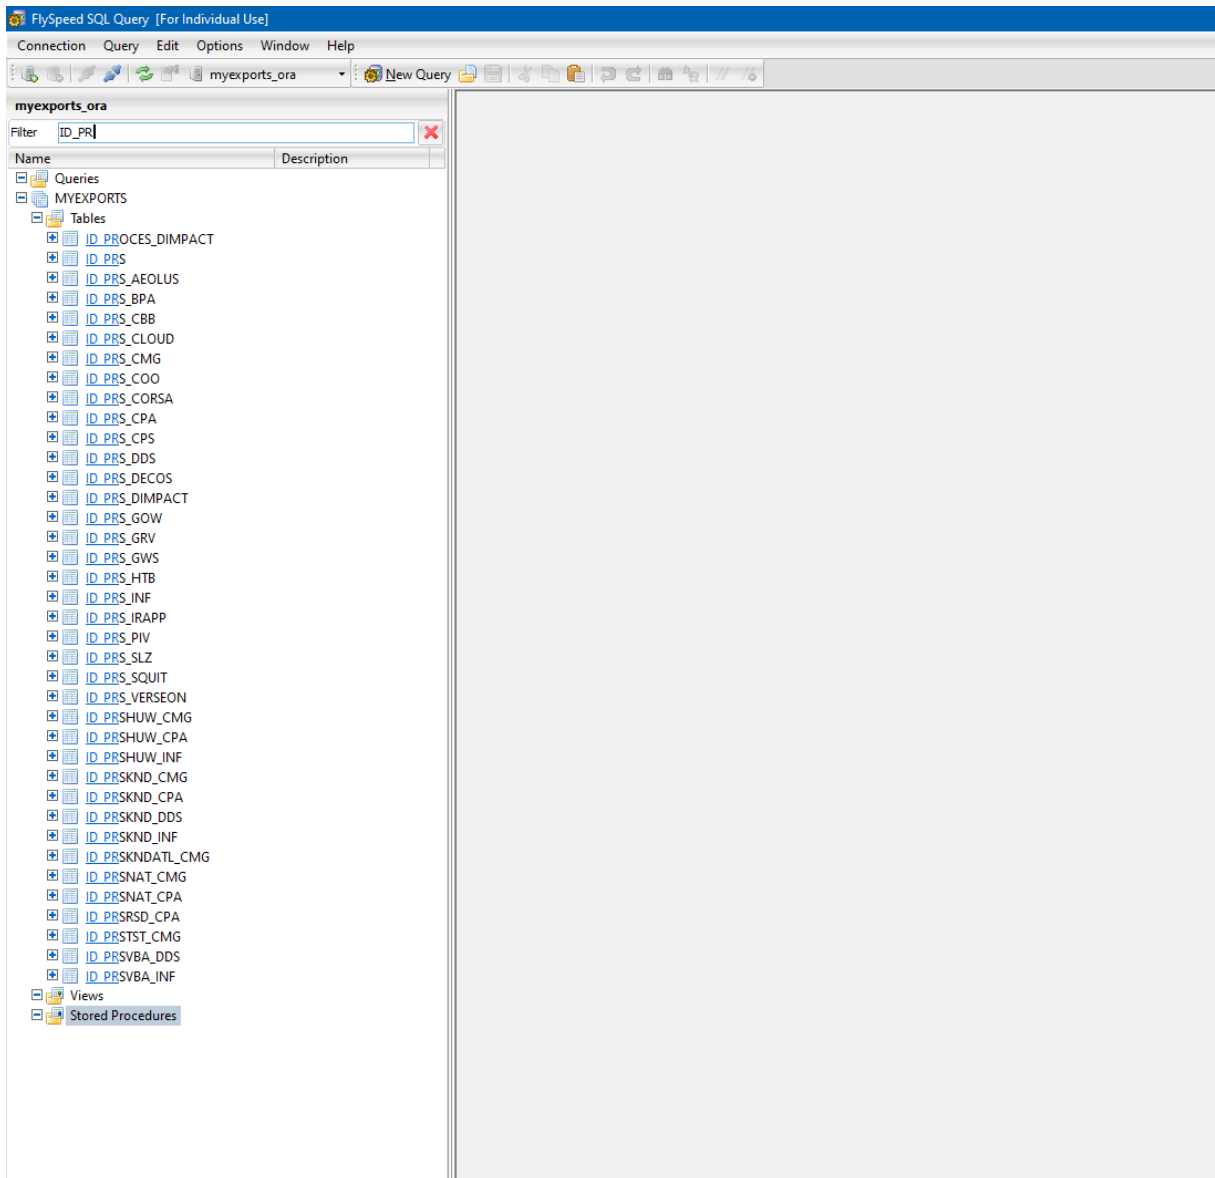 FlySpeed SQL Query [For Individual Use]
Connection Query Edit Options Window Help
myexports_ora New Query
myexports_ora
Filter ID_PR
Name Description
Queries
MYEXPORTS
Tables
ID_PROCES_DIMPACT
ID_PRS
ID_PRS_AEOLUS
ID_PRS_BPA
ID_PRS_CBB
ID_PRS_CLOUD
ID_PRS_CMG
ID_PRS_COO
ID_PRS_CORSA
ID_PRS_CPA
ID_PRS_CPS
ID_PRS_DDS
ID_PRS_DECOS
ID_PRS_DIMPACT
ID_PRS_GOW
ID_PRS_GRV
ID_PRS_GWS
ID_PRS_HTB
ID_PRS_INF
ID_PRS_IRAPP
ID_PRS_PIV
ID_PRS_SLZ
ID_PRS_SQUIT
ID_PRS_VERSEON
ID_PRSHUW_CMG
ID_PRSHUW_CPA
ID_PRSHUW_INF
ID_PRSKND_CMG
ID_PRSKND_CPA
ID_PRSKND_DDS
ID_PRSKND_INF
ID_PRSKNDATL_CMG
ID_PRSNAT_CMG
ID_PRSNAT_CPA
ID_PRSRSD_CPA
ID_PRSTST_CMG
ID_PRSVBA_DDS
ID_PRSVBA_INF
Views
Stored Procedures